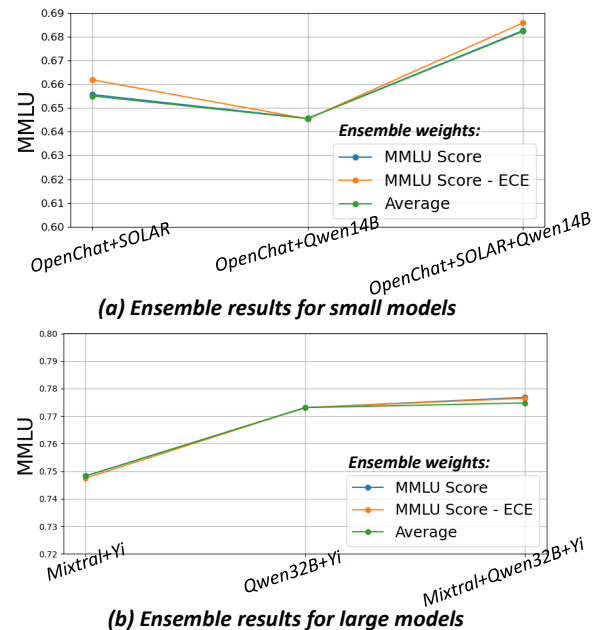 0.69
0.68
0.67
0.66
0.65
0.64
0.63
0.62
0.61
0.60
MMLU
Ensemble weights:
MMLU Score
MMLU Score - ECE
Average
OpenChat+SOLAR
OpenChat+Qwen14B
OpenChat+SOLAR+Qwen14B
(a) Ensemble results for small models
0.80
0.79
0.78
0.77
0.76
0.75
0.74
0.73
0.72
MMLU
Ensemble weights:
MMLU Score
MMLU Score - ECE
Average
Mixtral+Yi
Qwen32B+Yi
Mixtral+Qwen32B+Yi
(b) Ensemble results for large models